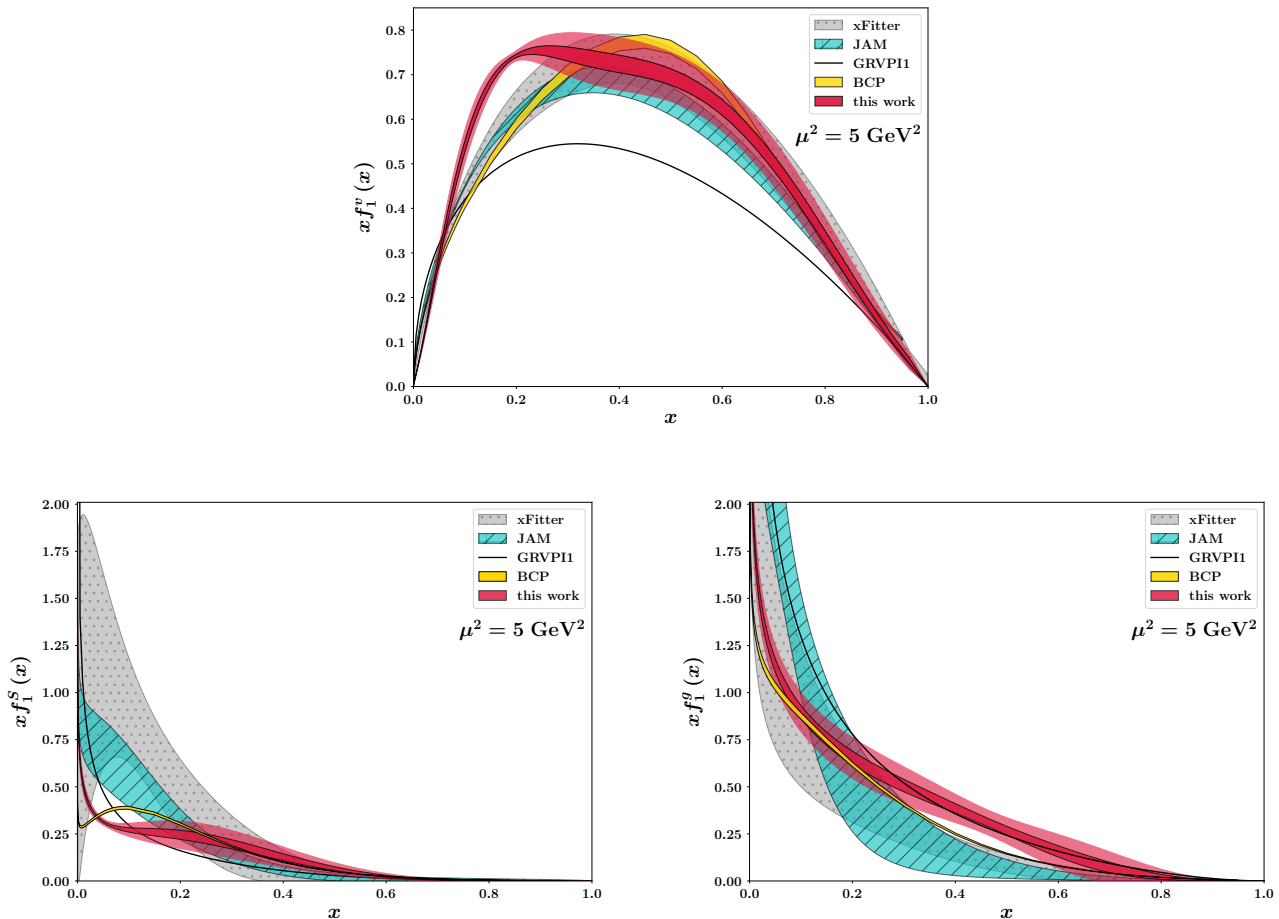 0.8
0.7
0.6
0.5
0.4
0.3
0.2
0.1
0.0
xf₁ᵛ(x)
xFitter
JAM
GRVPI1
BCP
this work
μ² = 5 GeV²
0.0 0.2 0.4 0.6 0.8 1.0
x
2.00
1.75
1.50
1.25
1.00
0.75
0.50
0.25
0.00
xf₁ˢ(x)
xFitter
JAM
GRVPI1
BCP
this work
μ² = 5 GeV²
0.0 0.2 0.4 0.6 0.8 1.0
x
2.00
1.75
1.50
1.25
1.00
0.75
0.50
0.25
0.00
xf₁ᵍ(x)
xFitter
JAM
GRVPI1
BCP
this work
μ² = 5 GeV²
0.0 0.2 0.4 0.6 0.8 1.0
x